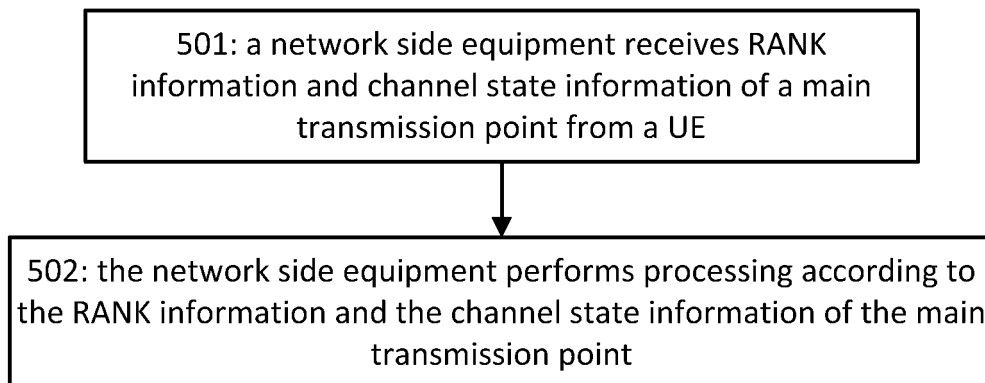 501: a network side equipment receives RANK
information and channel state information of a main
transmission point from a UE
502: the network side equipment performs processing according to
the RANK information and the channel state information of the main
transmission point